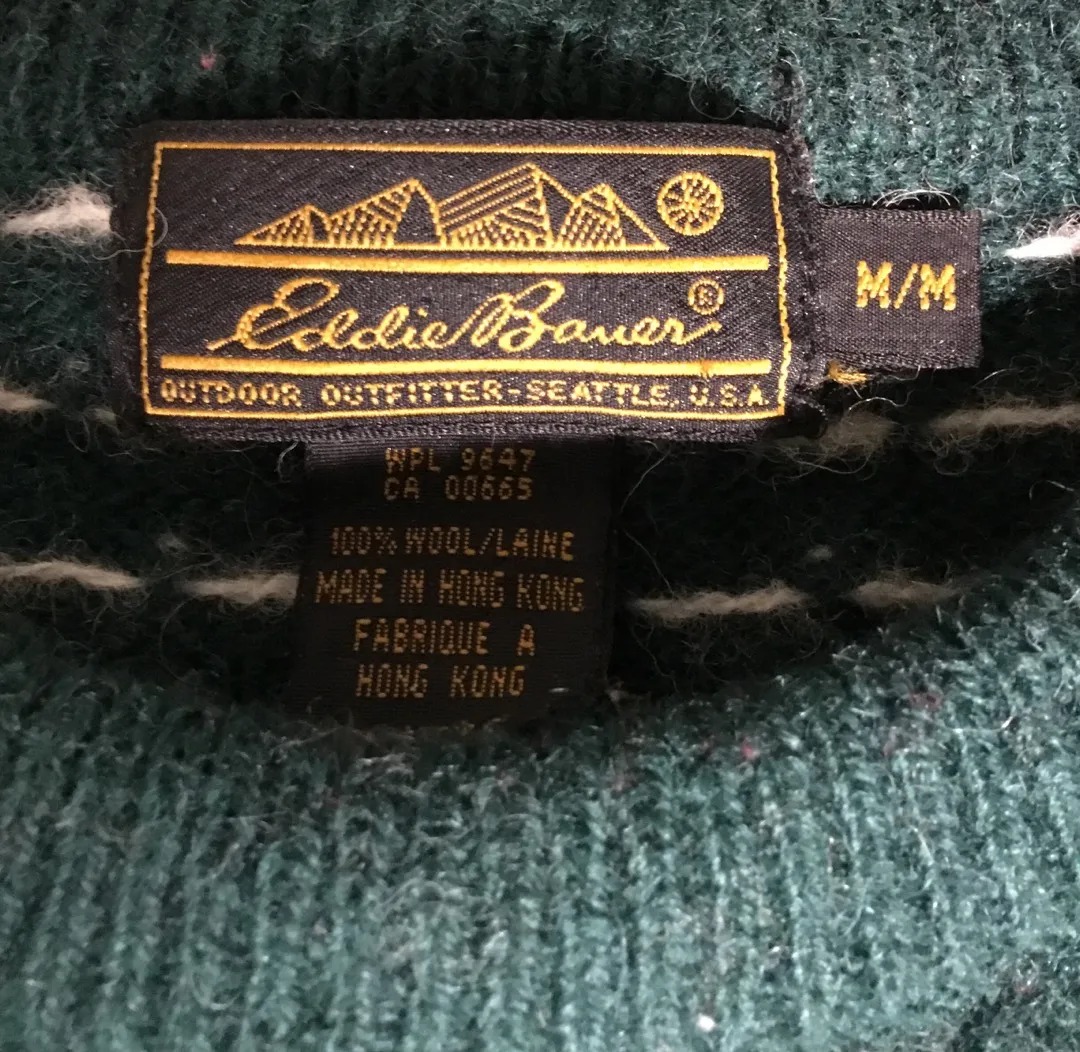 Eddie Bauer®
OUTDOOR OUTFITTER-SEATTLE, U.S.A.
M/M
WPL 9647
CA 00665
100% WOOL/LAINE
MADE IN HONG KONG
FABRIQUE A
HONG KONG